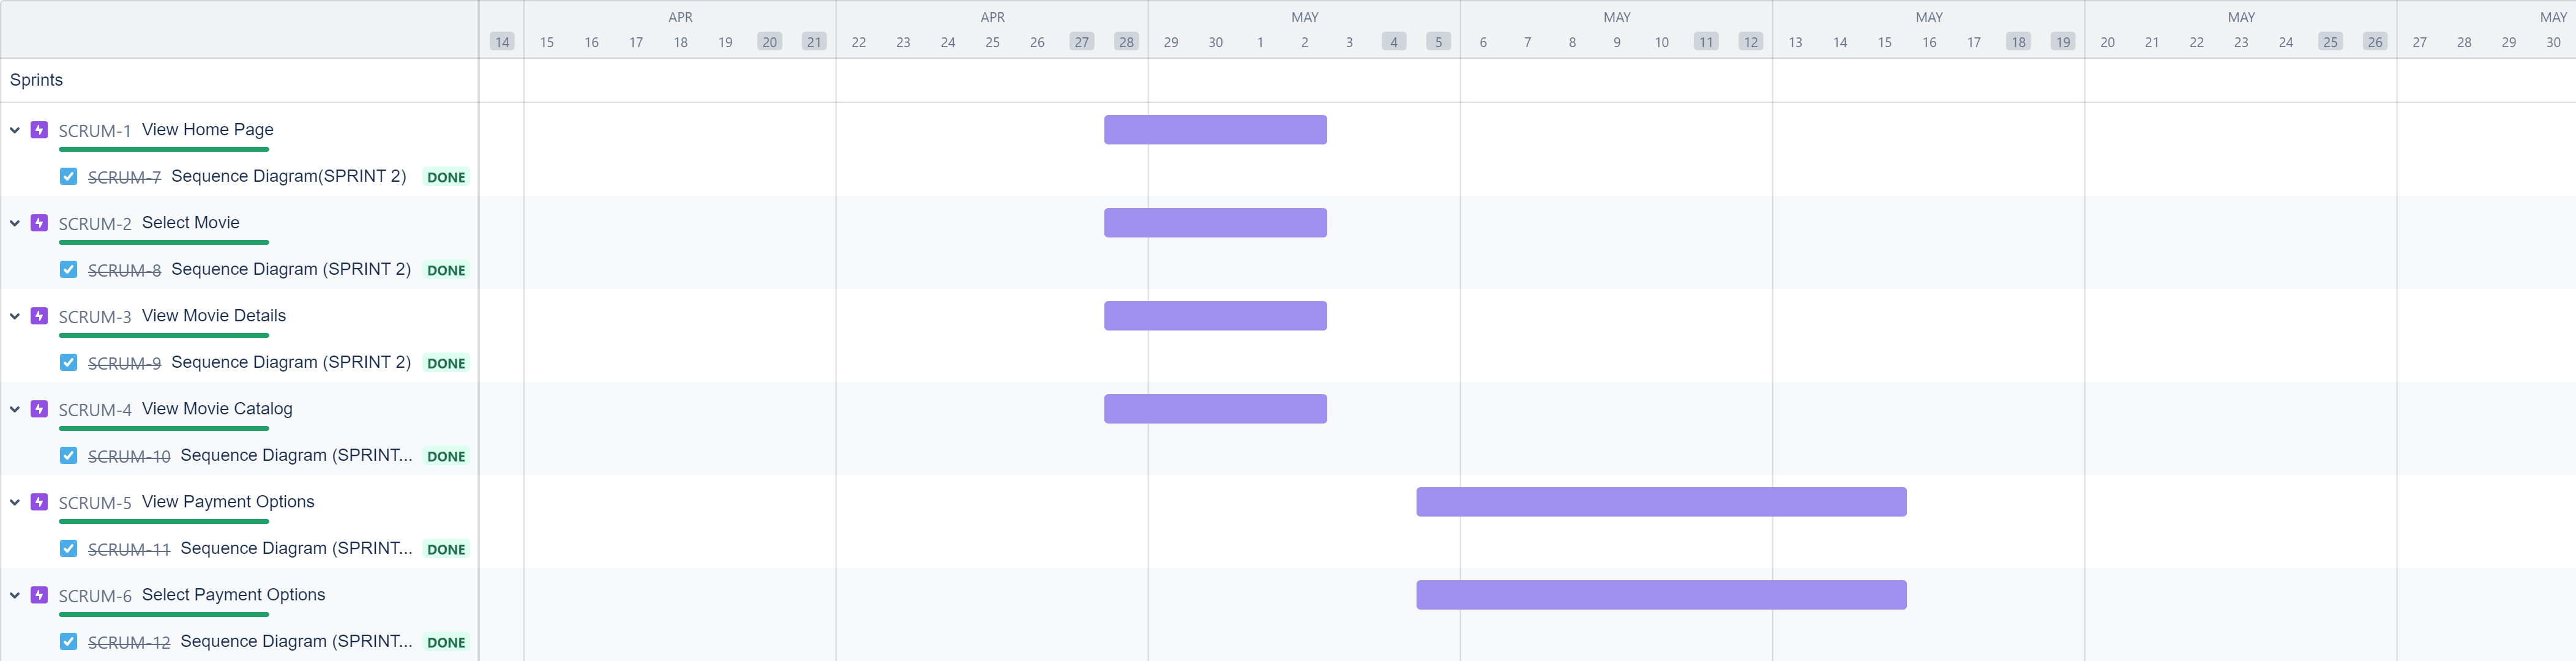 APR APR MAY MAY MAY MAY MAY
14 15 16 17 18 19 20 21 22 23 24 25 26 27 28 29 30 1 2 3 4 5 6 7 8 9 10 11 12 13 14 15 16 17 18 19 20 21 22 23 24 25 26 27 28 29 30
Sprints
SCRUM-1 View Home Page
SCRUM-7 Sequence Diagram(SPRINT 2) DONE
SCRUM-2 Select Movie
SCRUM-8 Sequence Diagram (SPRINT 2) DONE
SCRUM-3 View Movie Details
SCRUM-9 Sequence Diagram (SPRINT 2) DONE
SCRUM-4 View Movie Catalog
SCRUM-10 Sequence Diagram (SPRINT... DONE
SCRUM-5 View Payment Options
SCRUM-11 Sequence Diagram (SPRINT... DONE
SCRUM-6 Select Payment Options
SCRUM-12 Sequence Diagram (SPRINT... DONE